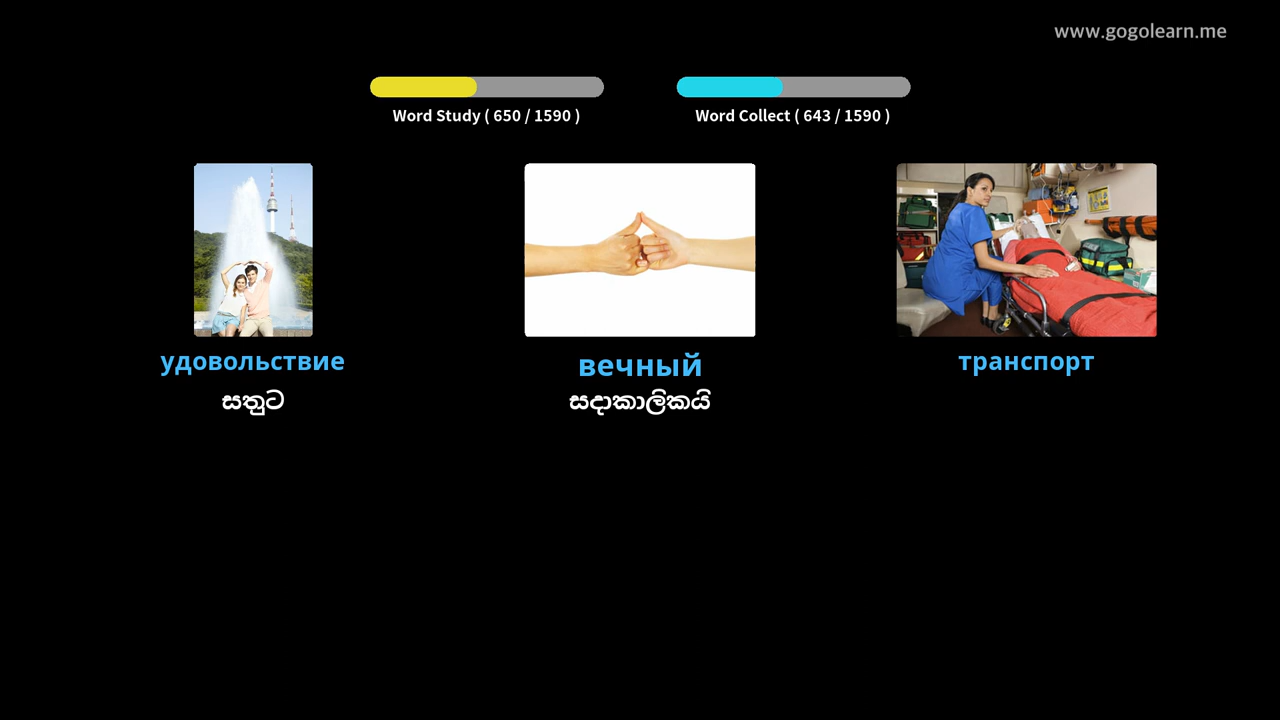 www.gogolearn.me
Word Study ( 650 / 1590 )
Word Collect ( 643 / 1590 )
удовольствие
вечный
транспорт
සතුට
සදාකාලිකයි